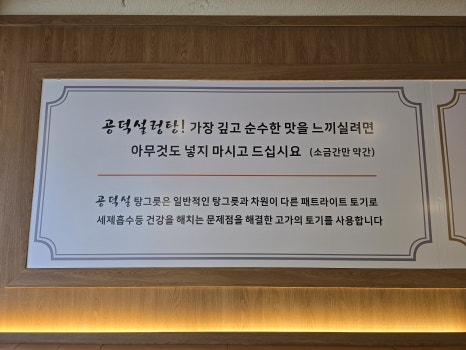 공덕설렁탕! 가장 깊고 순수한 맛을 느끼실려면
아무것도 넣지 마시고 드십시요 (소금간만 약간)
공덕설 탕그릇은 일반적인 탕그릇과 차원이 다른 패트라이트 토기로
세제흡수등 건강을 해치는 문제점을 해결한 고가의 토기를 사용합니다